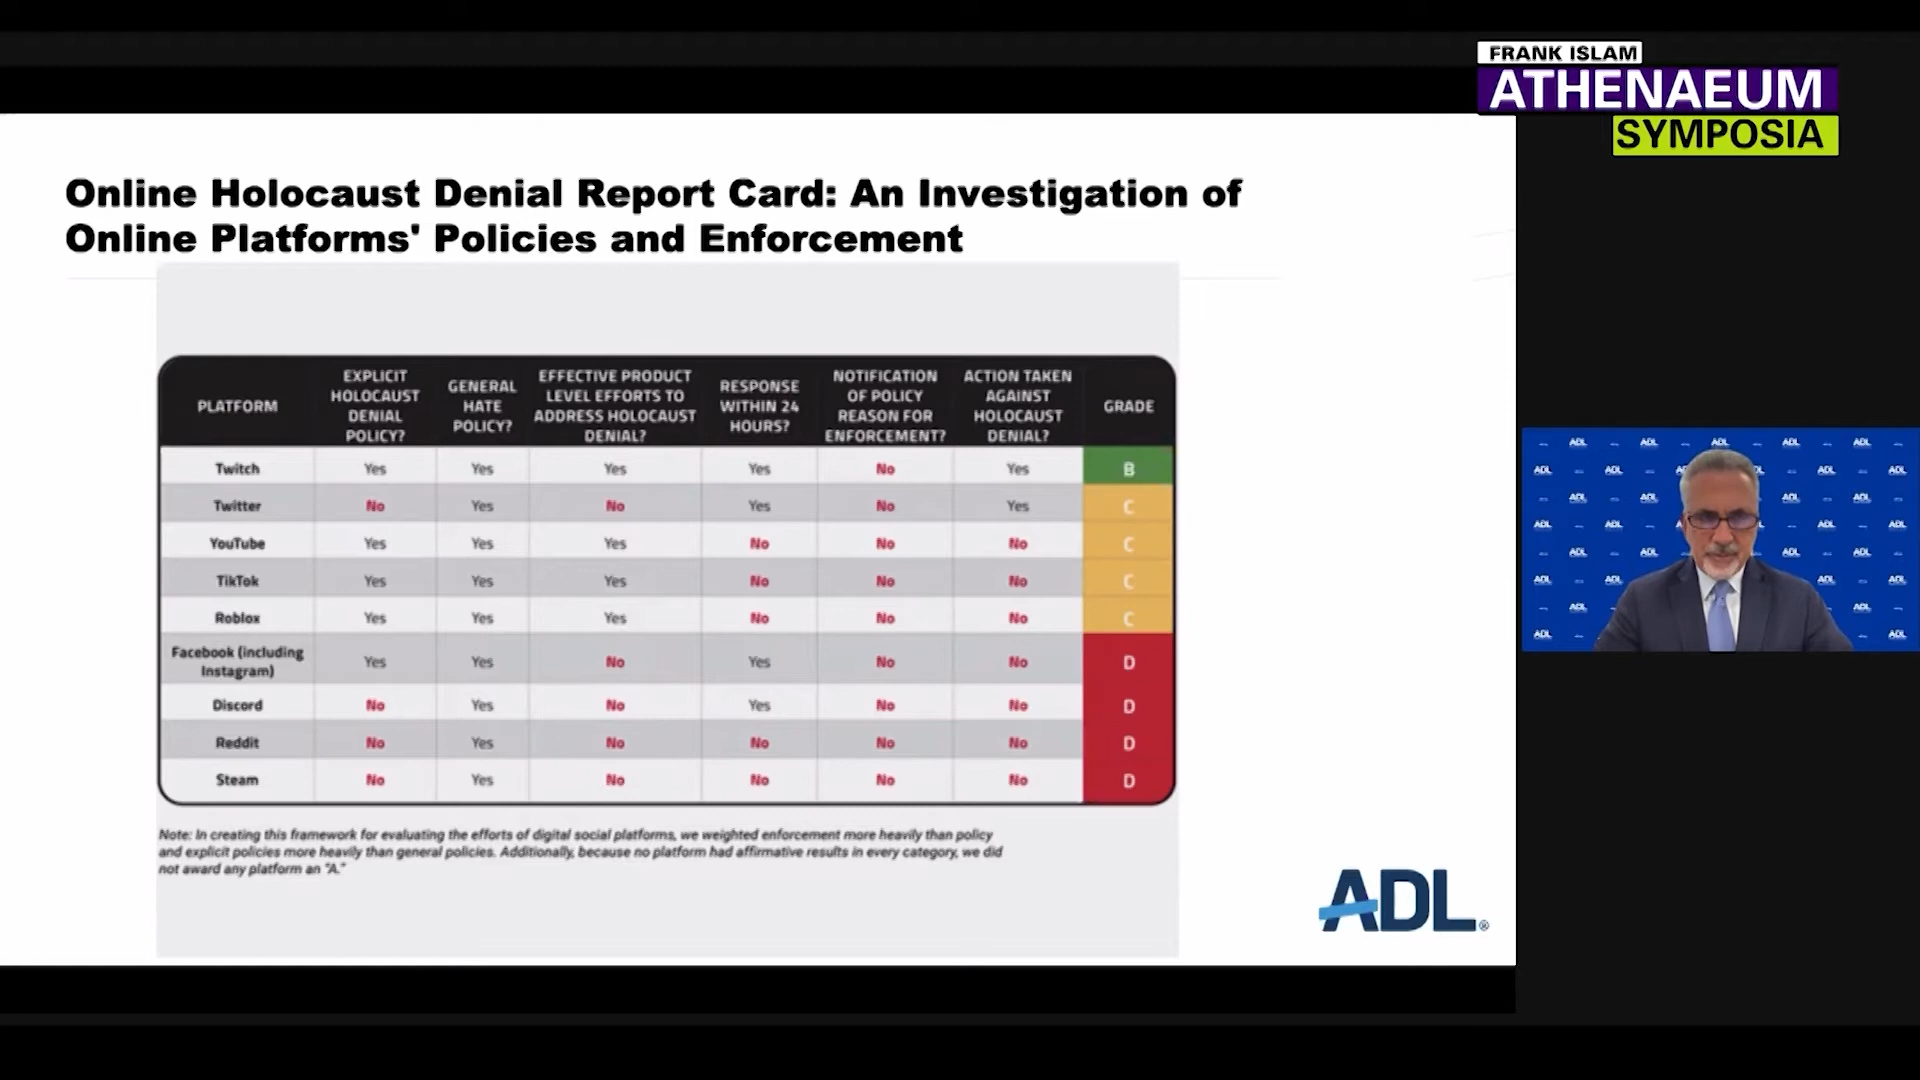 FRANK ISLAM
ATHENAEUM
SYMPOSIA
Online Holocaust Denial Report Card: An Investigation of
Online Platforms' Policies and Enforcement
PLATFORM EXPLICIT HOLOCAUST DENIAL POLICY? GENERAL HATE POLICY? EFFECTIVE PRODUCT LEVEL EFFORTS TO ADDRESS HOLOCAUST DENIAL? RESPONSE WITHIN 24 HOURS? NOTIFICATION OF POLICY REASON FOR ENFORCEMENT? ACTION TAKEN AGAINST HOLOCAUST DENIAL? GRADE
Twitch Yes Yes Yes Yes No Yes B
Twitter No Yes No Yes No Yes C
YouTube Yes Yes Yes No No No C
TikTok Yes Yes Yes No No No C
Roblox Yes Yes Yes No No No C
Facebook (including Instagram) Yes Yes No Yes No No D
Discord No Yes No Yes No No D
Reddit No Yes No No No No D
Steam No Yes No No No No D
Note: In creating this framework for evaluating the efforts of digital social platforms, we weighted enforcement more heavily than policy
and explicit policies more heavily than general policies. Additionally, because no platform had affirmative results in every category, we did
not award any platform an "A."
ADL®